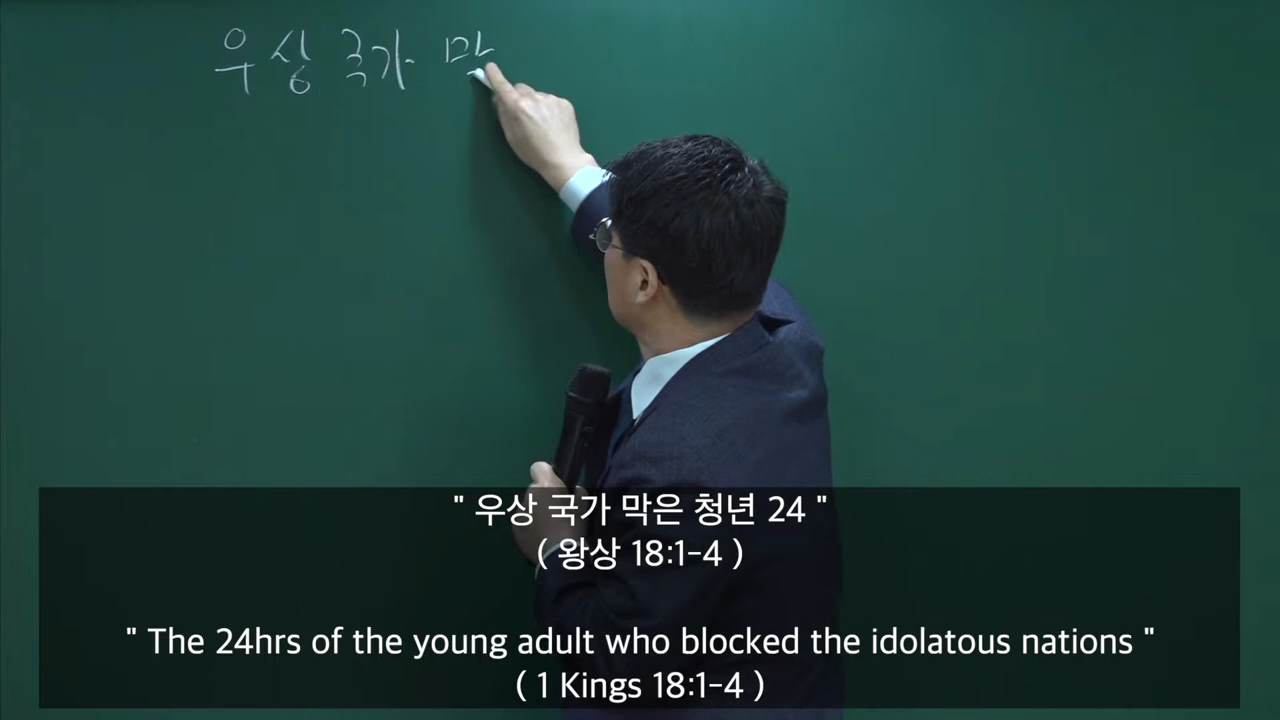 우상 국가 마
" 우상 국가 막은 청년 24 "
( 왕상 18:1-4 )
" The 24hrs of the young adult who blocked the idolatous nations "
( 1 Kings 18:1-4 )